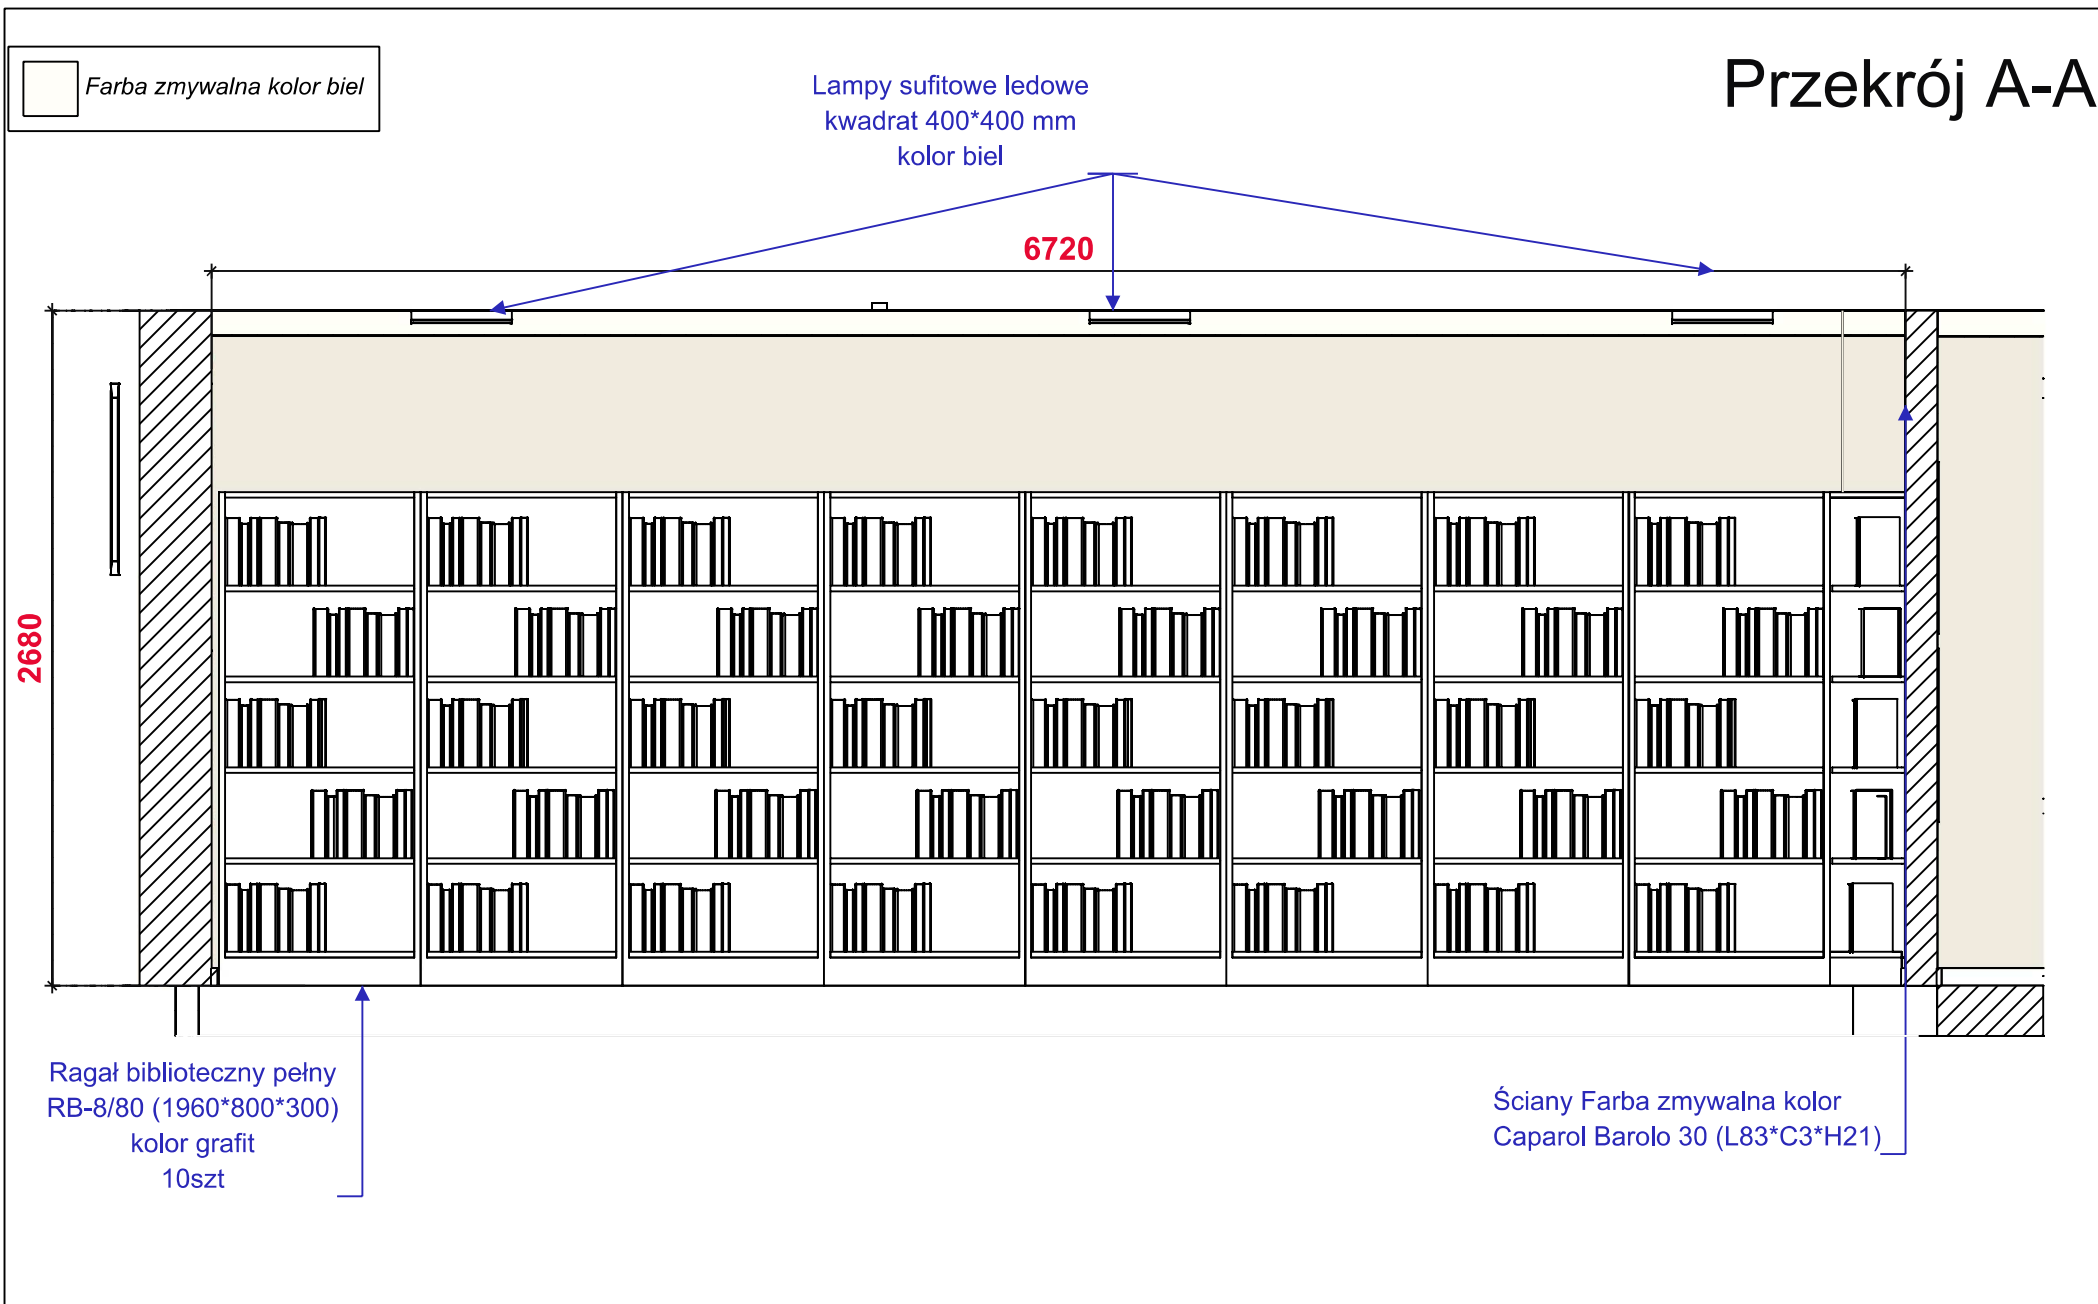 Farba zmywalna kolor biel
Przekrój A-A
Lampy sufitowe ledowe
kwadrat 400*400 mm
kolor biel
6720
2680
Ragał biblioteczny pełny
RB-8/80 (1960*800*300)
kolor grafit
10szt
Ściany Farba zmywalna kolor
Caparol Barolo 30 (L83*C3*H21)